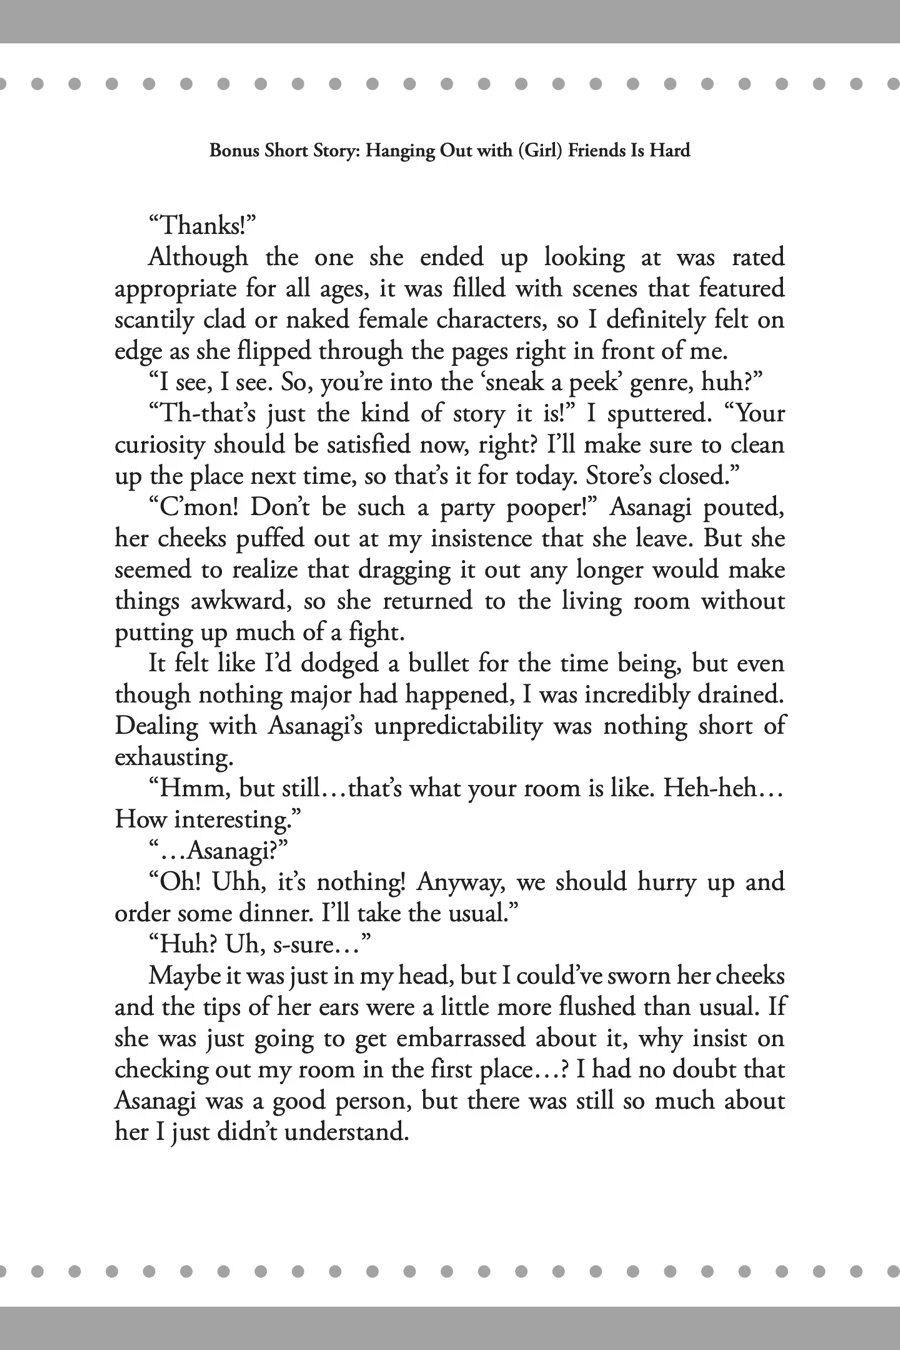 Bonus Short Story: Hanging Out with (Girl) Friends Is Hard
“Thanks!”
Although the one she ended up looking at was rated
appropriate for all ages, it was filled with scenes that featured
scantily clad or naked female characters, so I definitely felt on
edge as she flipped through the pages right in front of me.
“I see, I see. So, you’re into the ‘sneak a peek’ genre, huh?”
“Th-that’s just the kind of story it is!” I sputtered. “Your
curiosity should be satisfied now, right? I’ll make sure to clean
up the place next time, so that’s it for today. Store’s closed.”
“C’mon! Don’t be such a party pooper!” Asanagi pouted,
her cheeks puffed out at my insistence that she leave. But she
seemed to realize that dragging it out any longer would make
things awkward, so she returned to the living room without
putting up much of a fight.
It felt like I’d dodged a bullet for the time being, but even
though nothing major had happened, I was incredibly drained.
Dealing with Asanagi’s unpredictability was nothing short of
exhausting.
“Hmm, but still…that’s what your room is like. Heh-heh…
How interesting.”
“…Asanagi?”
“Oh! Uhh, it’s nothing! Anyway, we should hurry up and
order some dinner. I’ll take the usual.”
“Huh? Uh, s-sure…”
Maybe it was just in my head, but I could’ve sworn her cheeks
and the tips of her ears were a little more flushed than usual. If
she was just going to get embarrassed about it, why insist on
checking out my room in the first place…? I had no doubt that
Asanagi was a good person, but there was still so much about
her I just didn’t understand.